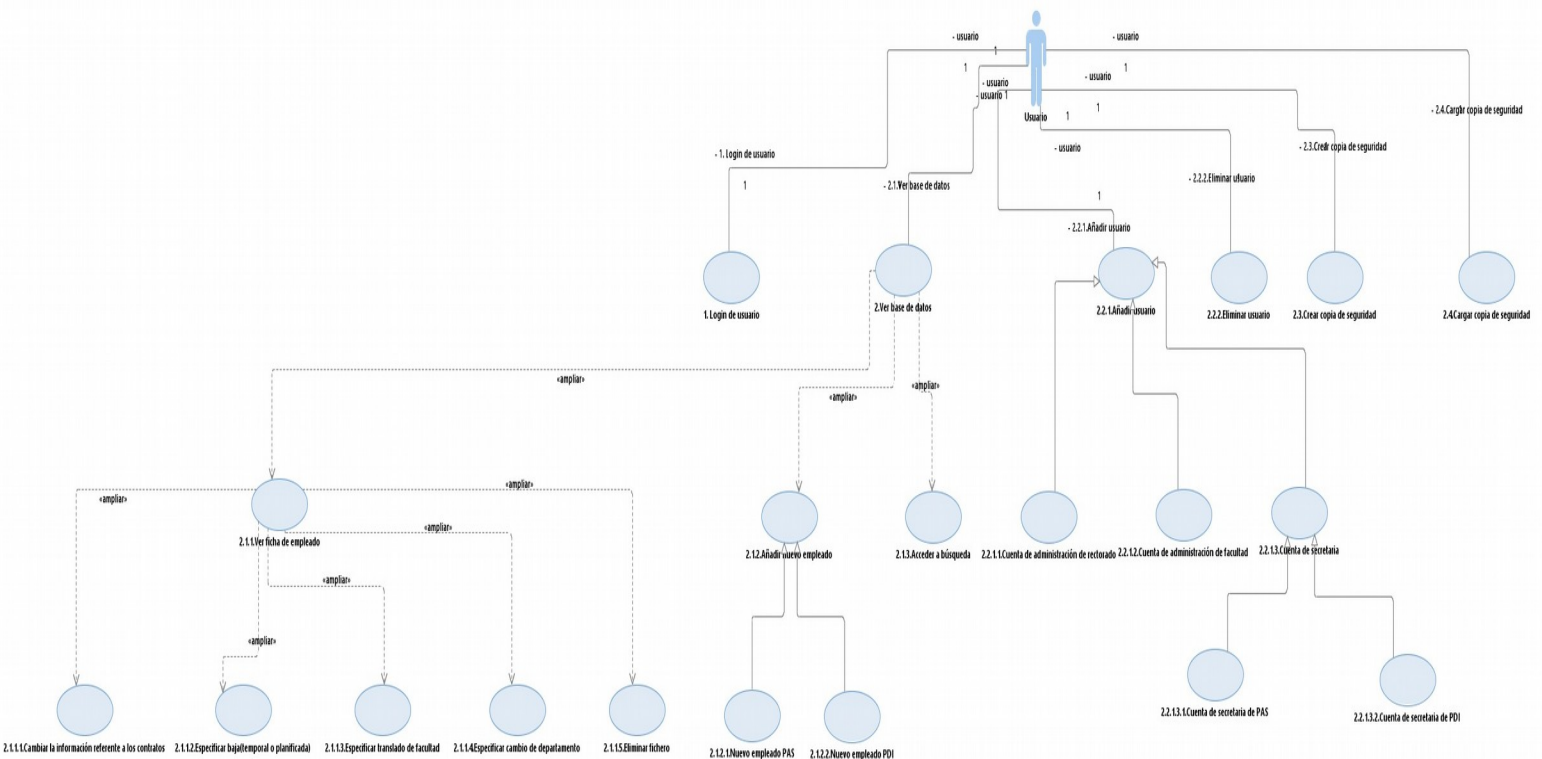 - usuario
- usuario
1
1
1
- usuario
- usuario
- usuario 1
1
1
Usuario
- 2.4.Cargar copia de seguridad
- usuario
- 2.3.Crear copia de seguridad
- 1. Login de usuario
1
- 2.1.Ver base de datos
- 2.2.2.Eliminar usuario
1
- 2.2.1.Añadir usuario
1. Login de usuario
2.Ver base de datos
2.2.1.Añadir usuario
2.2.2.Eliminar usuario
2.3.Crear copia de seguridad
2.4.Cargar copia de seguridad
«ampliar»
«ampliar»
«ampliar»
«ampliar»
«ampliar»
«ampliar»
2.1.1.Ver ficha de empleado
2.1.2.Añadir nuevo empleado
2.1.3.Acceder a búsqueda
2.2.1.1.Cuenta de administración de rectorado
2.2.1.2.Cuenta de administración de facultad
2.2.1.3.Cuenta de secretaria
«ampliar»
«ampliar»
2.1.1.1.Cambiar la información referente a los contratos
2.1.1.2.Especificar baja(temporal o planificada)
2.1.1.3.Especificar translado de facultad
2.1.1.4.Especificar cambio de departamento
2.1.1.5.Eliminar fichero
2.1.2.1.Nuevo empleado PAS
2.1.2.2.Nuevo empleado PDI
2.2.1.3.1.Cuenta de secretaria de PAS
2.2.1.3.2.Cuenta de secretaria de PDI